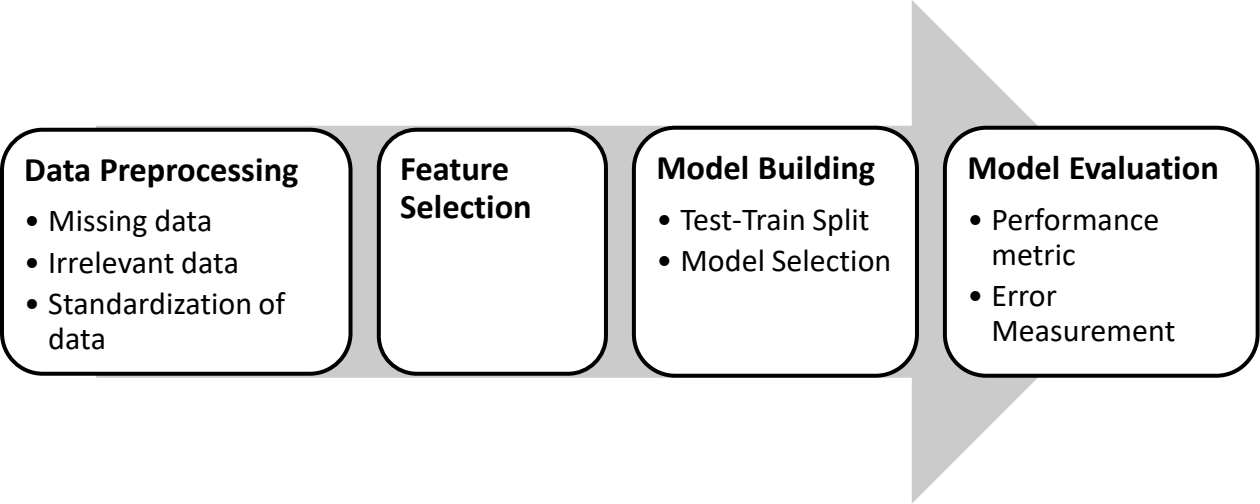 Data Preprocessing
• Missing data
• Irrelevant data
• Standardization of
data
Feature
Selection
Model Building
• Test-Train Split
• Model Selection
Model Evaluation
• Performance
metric
• Error
Measurement